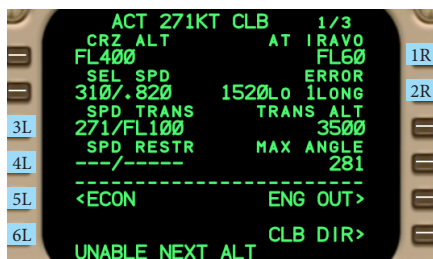 ACT 271KT CLB 1/3
CRZ ALT AT IRAVO
FL400 FL60
SEL SPD ERROR
310/.820 1520LO 1LONG
SPD TRANS TRANS ALT
271/FL100 3500
SPD RESTR MAX ANGLE
---/----- 281
------------------------
<ECON ENG OUT>
CLB DIR>
UNABLE NEXT ALT
1R
2R
3L
4L
5L
6L